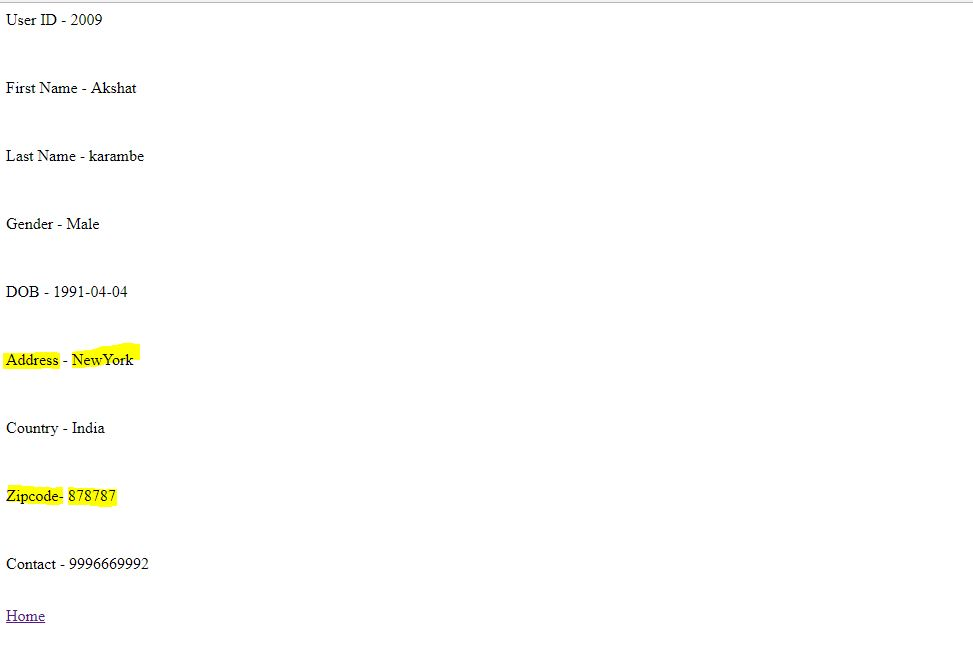 User ID - 2009
First Name - Akshat
Last Name - karambe
Gender - Male
DOB - 1991-04-04
Address - NewYork
Country - India
Zipcode- 878787
Contact - 9996669992
Home